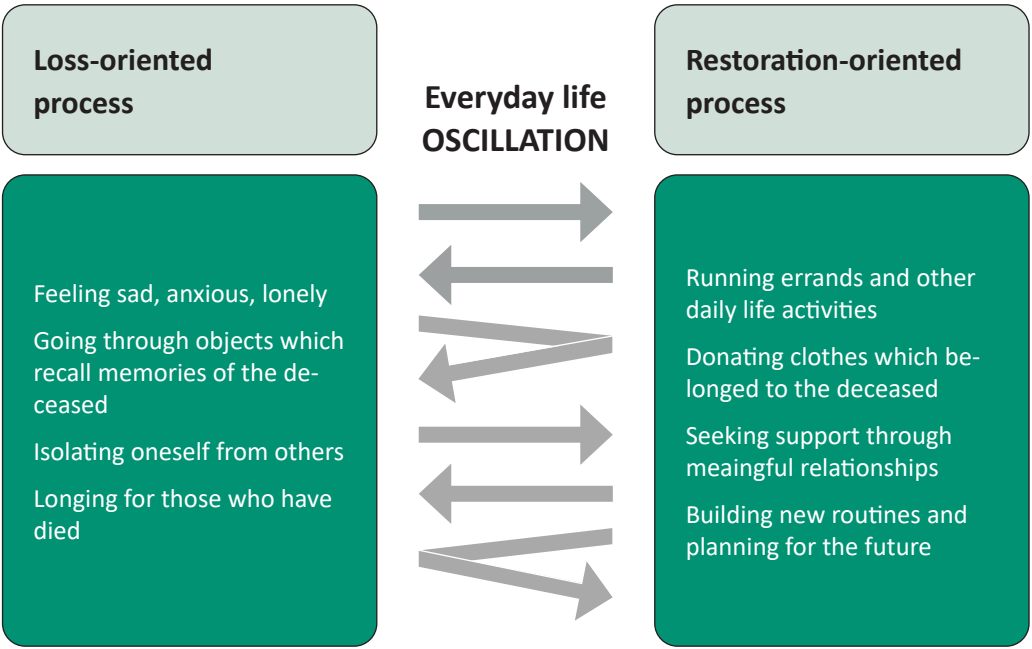 Loss-oriented
process
Everyday life
OSCILLATION
Restoration-oriented
process
Feeling sad, anxious, lonely
Going through objects which
recall memories of the de-
ceased
Isolating oneself from others
Longing for those who have
died
Running errands and other
daily life activities
Donating clothes which be-
longed to the deceased
Seeking support through
meaningful relationships
Building new routines and
planning for the future